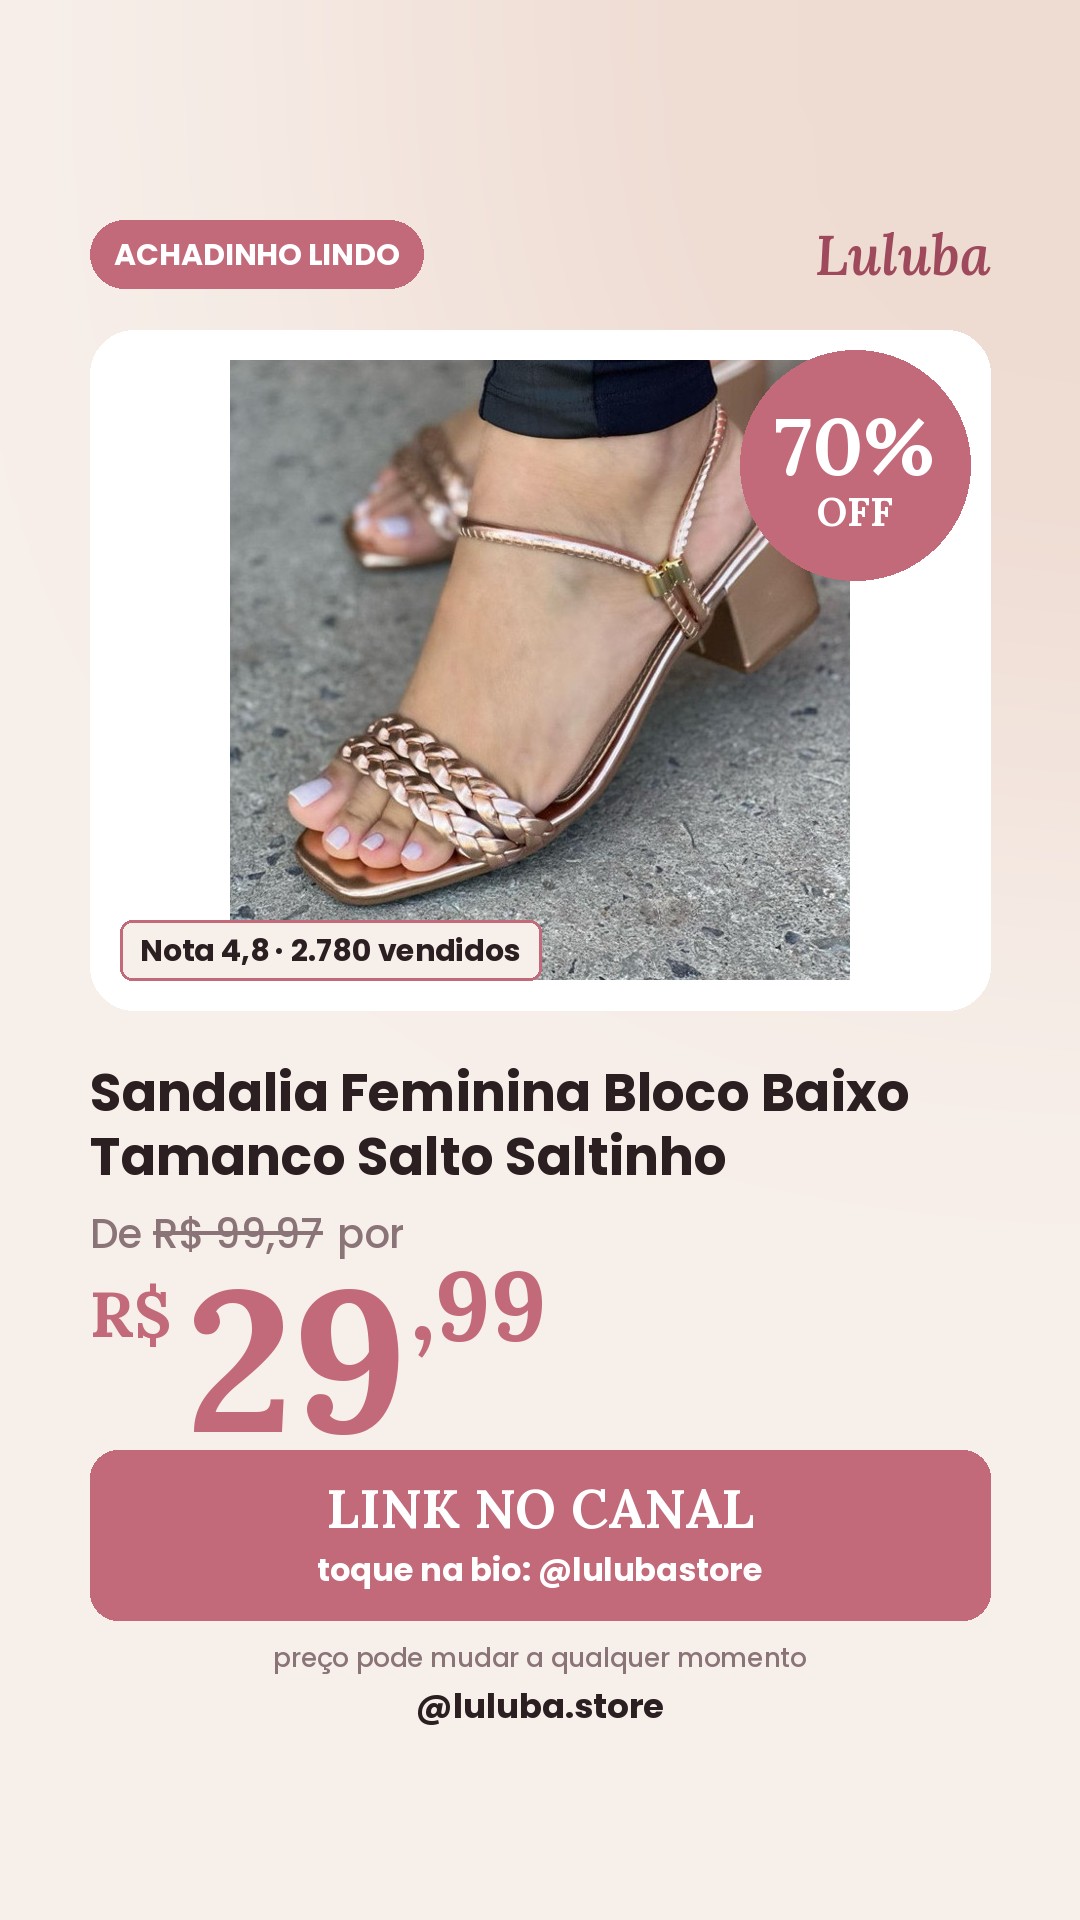 ACHADINHO LINDO
Luluba
70%
OFF
Nota 4,8 · 2.780 vendidos
Sandalia Feminina Bloco Baixo
Tamanco Salto Saltinho
De R$ 99,97 por
R$ 29,99
LINK NO CANAL
toque na bio: @lulubastore
preço pode mudar a qualquer momento
@luluba.store